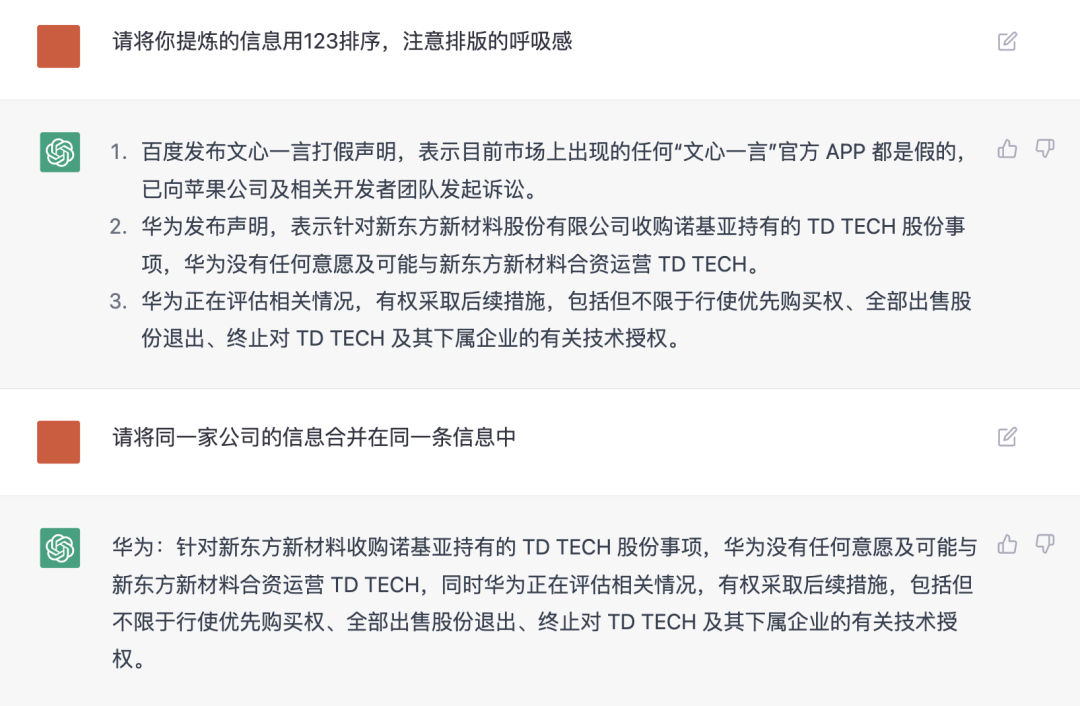 请将你提炼的信息用123排序，注意排版的呼吸感
1. 百度发布文心一言打假声明，表示目前市场上出现的任何“文心一言”官方 APP 都是假的，
已向苹果公司及相关开发者团队发起诉讼。
2. 华为发布声明，表示针对新东方新材料股份有限公司收购诺基亚持有的 TD TECH 股份事
项，华为没有任何意愿及可能与新东方新材料合资运营 TD TECH。
3. 华为正在评估相关情况，有权采取后续措施，包括但不限于行使优先购买权、全部出售股
份退出、终止对 TD TECH 及其下属企业的有关技术授权。
请将同一家公司的信息合并在同一条信息中
华为：针对新东方新材料收购诺基亚持有的 TD TECH 股份事项，华为没有任何意愿及可能与
新东方新材料合资运营 TD TECH，同时华为正在评估相关情况，有权采取后续措施，包括但
不限于行使优先购买权、全部出售股份退出、终止对 TD TECH 及其下属企业的有关技术授
权。